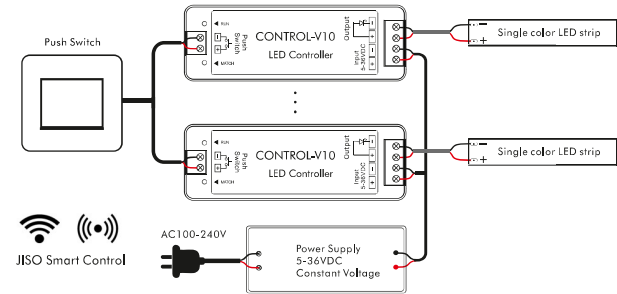 Push Switch
RUN
Push
Switch
MATCH
CONTROL-V10
LED Controller
Output
Input
5-36VDC
Single color LED strip
RUN
Push
Switch
MATCH
CONTROL-V10
LED Controller
Output
Input
5-36VDC
Single color LED strip
JISO Smart Control
AC100-240V
Power Supply
5-36VDC
Constant Voltage